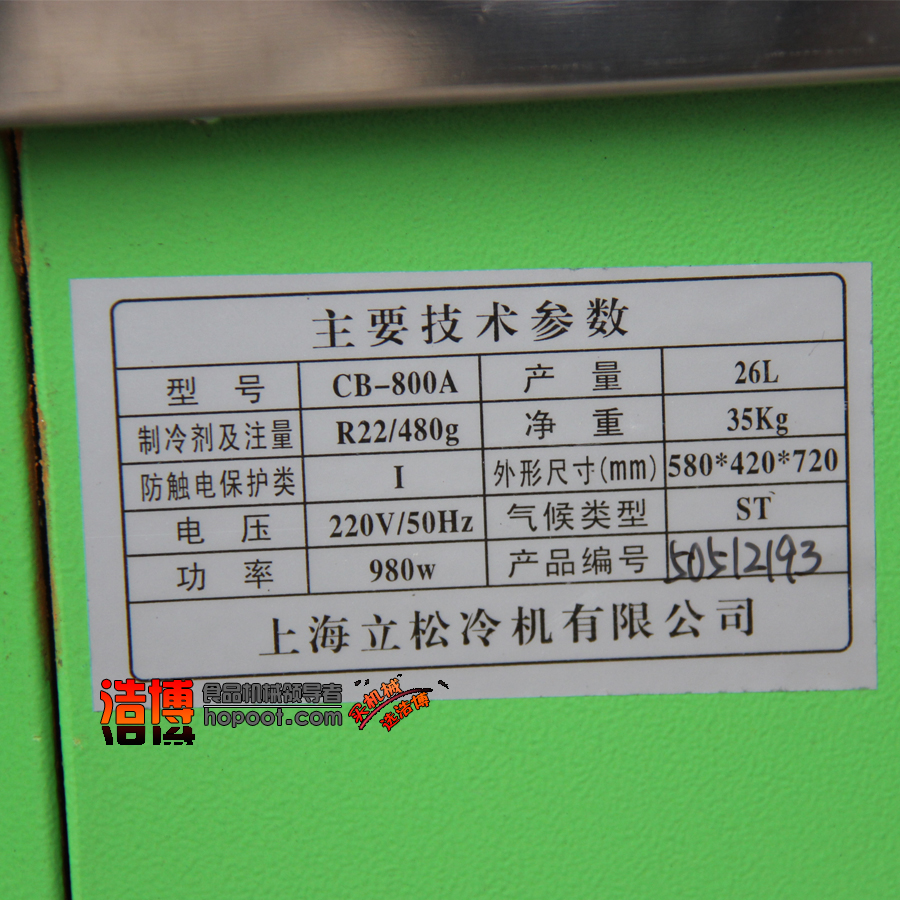 主要技术参数
型号 CB-800A 产量 26L
制冷剂及注量 R22/480g 净重 35Kg
防触电保护类 I 外形尺寸(mm) 580*420*720
电压 220V/50Hz 气候类型 ST
功率 980w 产品编号 50512193
上海立松冷机有限公司
浩博 食品机械领导者
hopoot.com
买机械
选浩博